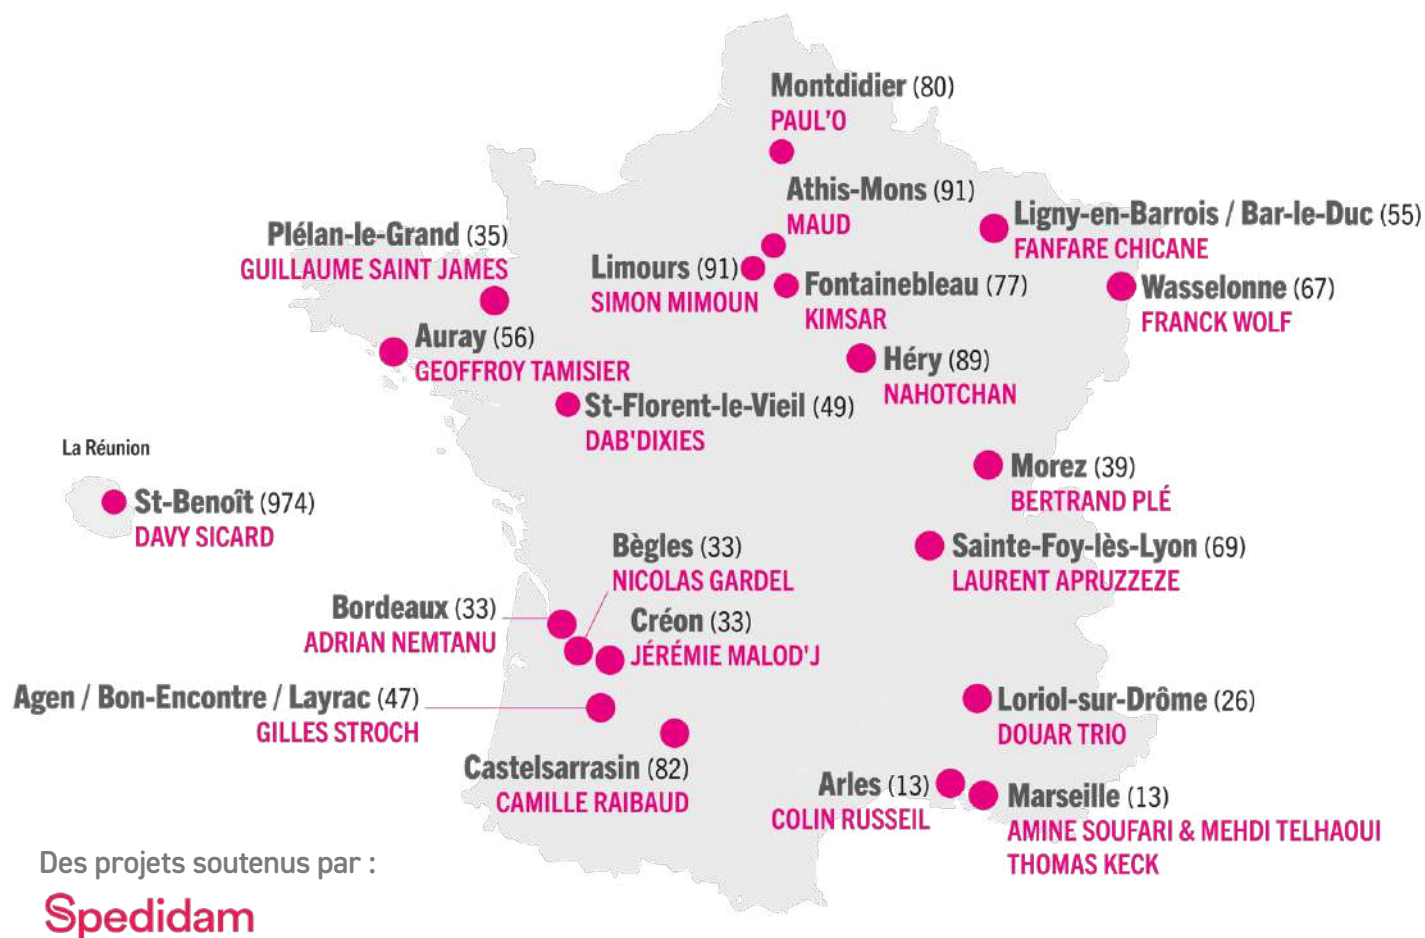 Montdidier (80)
PAUL'O
Athis-Mons (91)
MAUD
Ligny-en-Barrois / Bar-le-Duc (55)
FANFARE CHICANE
Plélan-le-Grand (35)
GUILLAUME SAINT JAMES
Limours (91)
SIMON MIMOUN
Fontainebleau (77)
KIMSAR
Wasselonne (67)
FRANCK WOLF
Auray (56)
GEOFFROY TAMISIER
Héry (89)
NAHOTCHAN
St-Florent-le-Vieil (49)
DAB'DIXIES
La Réunion
St-Benoît (974)
DAVY SICARD
Morez (39)
BERTRAND PLÉ
Bègles (33)
NICOLAS GARDEL
Sainte-Foy-lès-Lyon (69)
LAURENT APRUZZEZE
Bordeaux (33)
ADRIAN NEMTANU
Créon (33)
JÉRÉMIE MALOD'J
Agen / Bon-Encontre / Layrac (47)
GILLES STROCH
Loriol-sur-Drôme (26)
DOUAR TRIO
Castelsarrasin (82)
CAMILLE RAIBAUD
Arles (13)
COLIN RUSSEIL
Marseille (13)
AMINE SOUFARI & MEHDI TELHAOUI
THOMAS KECK
Des projets soutenus par :
Spedidam